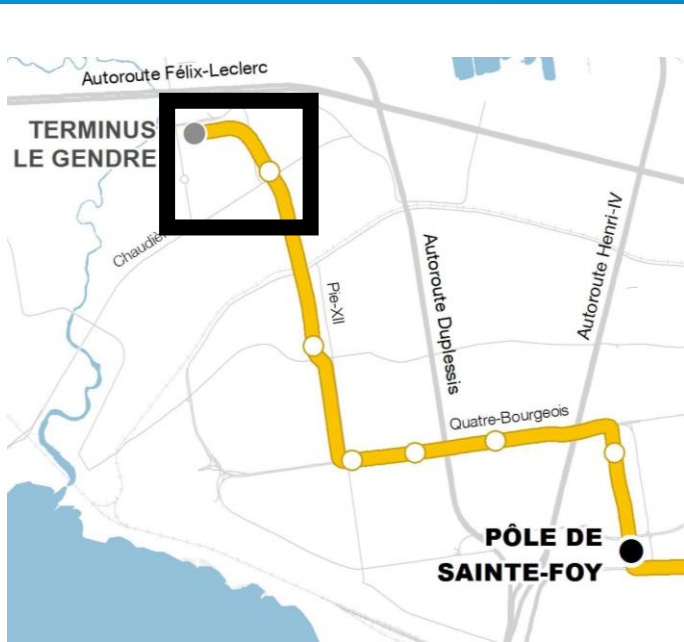 Autoroute Félix-Leclerc
TERMINUS
LE GENDRE
Chaudiè
Pie-XII
Autoroute Duplessis
Autoroute Henri-IV
Quatre-Bourgeois
PÔLE DE
SAINTE-FOY